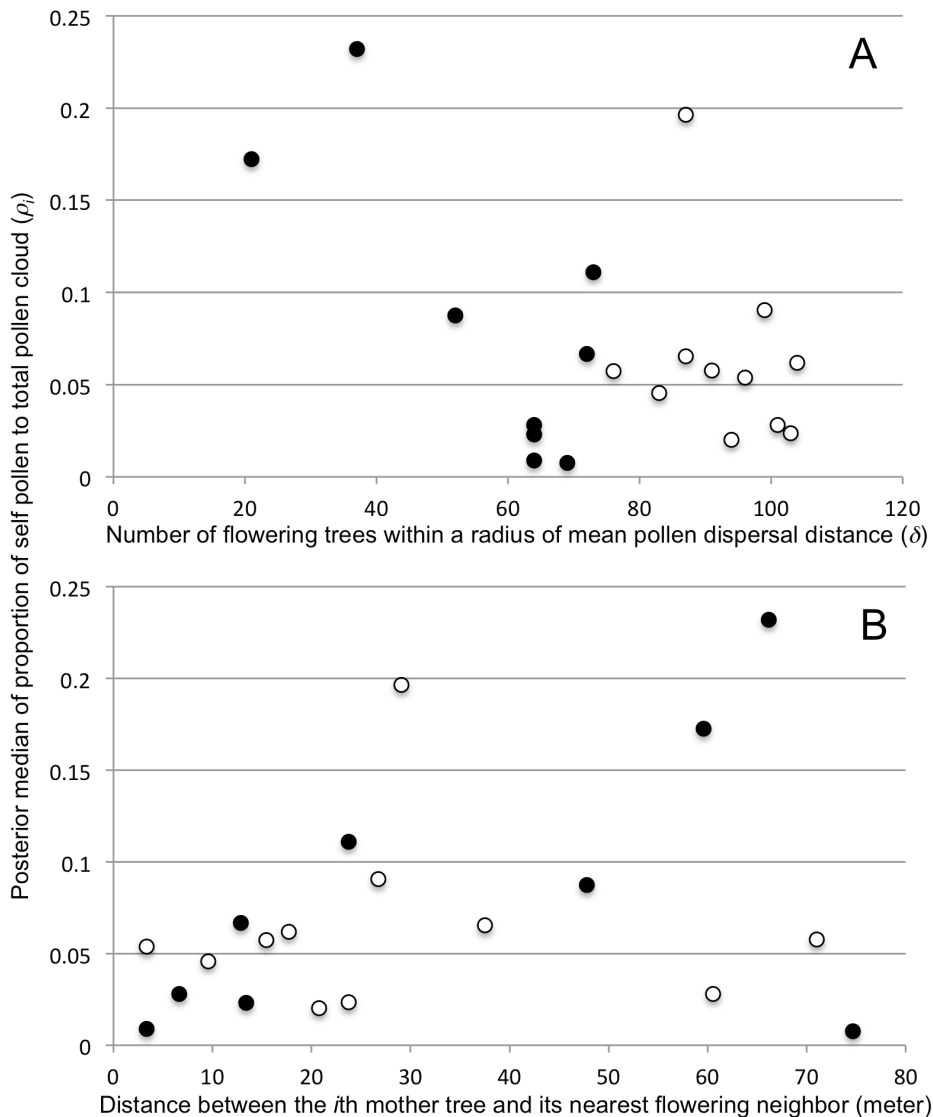 Posterior median of proportion of self pollen to total pollen cloud (ρi)
A
0.25
0.2
0.15
0.1
0.05
0
0 20 40 60 80 100 120
Number of flowering trees within a radius of mean pollen dispersal distance (δ)
B
0.25
0.2
0.15
0.1
0.05
0
0 10 20 30 40 50 60 70 80
Distance between the ith mother tree and its nearest flowering neighbor (meter)